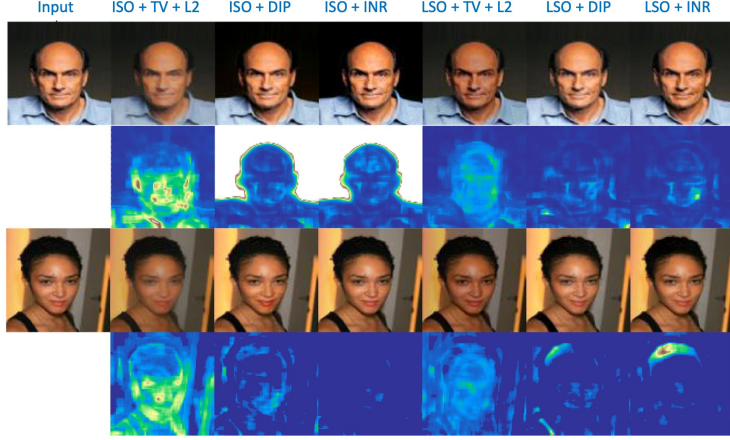 Input ISO + TV + L2 ISO + DIP ISO + INR LSO + TV + L2 LSO + DIP LSO + INR